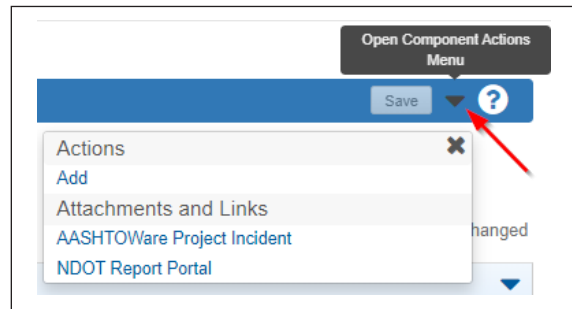 Open Component Actions
Menu
Save ?
Actions
Add
Attachments and Links
AASHTOWare Project Incident
hanged
NDOT Report Portal